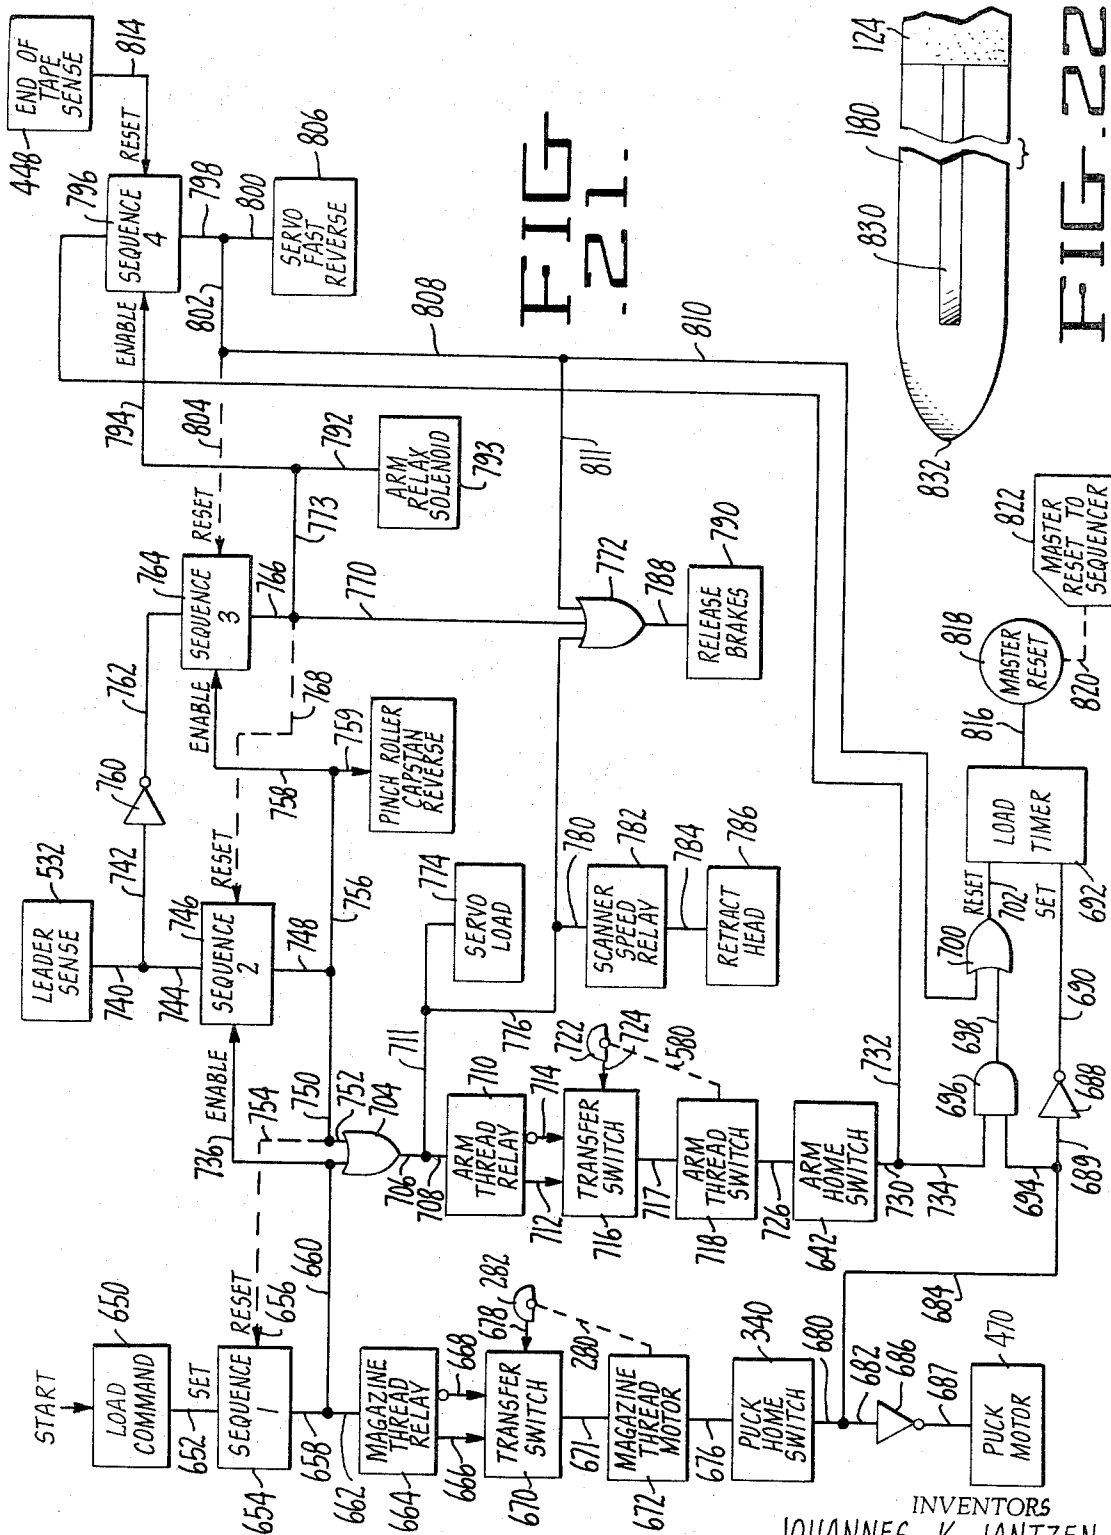 START
LOAD
COMMAND
650
652
SET
RESET
656
SEQUENCE
1
654
658
660
662
MAGAZINE
THREAD
RELAY
664
666
668
TRANSFER
SWITCH
670
678
282
280
671
MAGAZINE
THREAD
MOTOR
672
676
PUCK
HOME
SWITCH
340
680
682
684
686
687
PUCK
MOTOR
470
LEADER
SENSE
532
740
742
744
746
SEQUENCE
2
RESET
ENABLE
736
748
750
752
754
756
704
706
708
711
ARM
THREAD
RELAY
710
712
714
TRANSFER
SWITCH
716
722
724
580
717
ARM
THREAD
SWITCH
718
726
ARM
HOME
SWITCH
642
730
732
734
694
689
688
690
696
698
700
RESET
702
SET
LOAD
TIMER
692
816
MASTER
RESET
818
820
MASTER
RESET TO
SEQUENCER
822
SERVO
LOAD
774
776
780
SCANNER
SPEED
RELAY
782
784
RETRACT
HEAD
786
760
762
764
SEQUENCE
3
ENABLE
RESET
758
759
PINCH ROLLER
CAPSTAN
REVERSE
766
768
770
773
772
788
RELEASE
BRAKES
790
792
ARM
RELAX
SOLENOID
793
794
ENABLE
796
SEQUENCE
4
RESET
END OF
TAPE
SENSE
448
814
798
800
802
804
SERVO
FAST
REVERSE
806
808
810
811
FIG
21.
832
830
180
124
FIG. 22
INVENTORS
JOHANNES K. JANTZEN